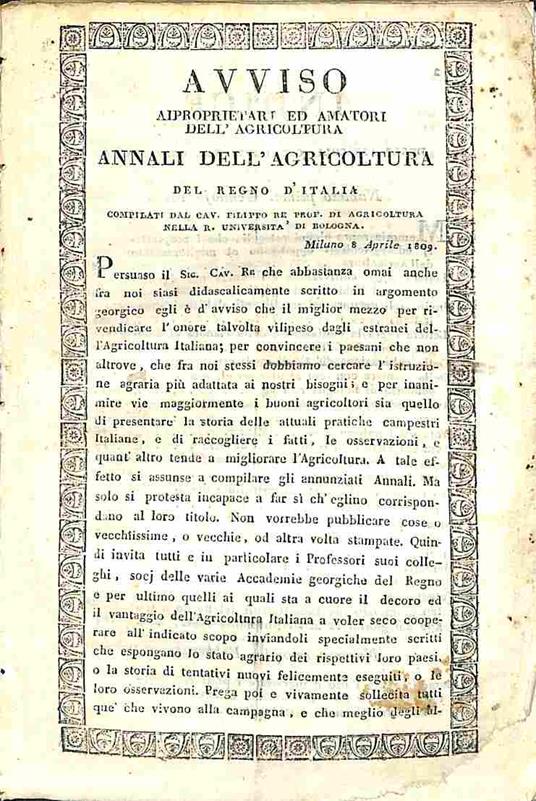 AVVISO
AI PROPRIETARI ED AMATORI
DELL' AGRICOLTURA
ANNALI DELL'AGRICOLTURA
DEL REGNO D'ITALIA
COMPILATI DAL CAV. FILIPPO RE PROF. DI AGRICOLTURA
NELLA R. UNIVERSITA' DI BOLOGNA.
Milano 8 Aprile 1809.
Persuaso il SIG. CAV. RE che abbastanza omai anche
fra noi siasi didascalicamente scritto in argomento
georgico egli è d'avviso che il miglior mezzo per ri-
vendicare l'onore talvolta vilipeso dagli estranei del-
l'Agricoltura Italiana; per convincere i paesani che non
altrove, che fra noi stessi dobbiamo cercare l'istruzio-
ne agraria più adattata ai nostri bisogni; e per inani-
mire vie maggiormente i buoni agricoltori sia quello
di presentare la storia delle attuali pratiche campestri
Italiane, e di raccogliere i fatti, le osservazioni, e
quant' altro tende a migliorare l'Agricoltura. A tale ef-
fetto si assunse a compilare gli annunziati Annali. Ma
solo si protesta incapace a far sì ch'eglino corrispon-
dano al loro titolo. Non vorrebbe pubblicare cose o
vecchissime, o vecchie, od altra volta stampate. Quin-
di invita tutti e in particolare i Professori suoi colle-
ghi, socj delle varie Accademie georgiche del Regno
e per ultimo quelli ai quali sta a cuore il decoro ed
il vantaggio dell'Agricoltura Italiana a voler seco coope-
rare all' indicato scopo inviandoli specialmente scritti
che espongano lo stato agrario dei rispettivi loro paesi,
o la storia di tentativi nuovi felicemente eseguiti, o le
loro osservazioni. Prega poi e vivamente sollecita tutti
que' che vivono alla campagna, e che meglio degli al-